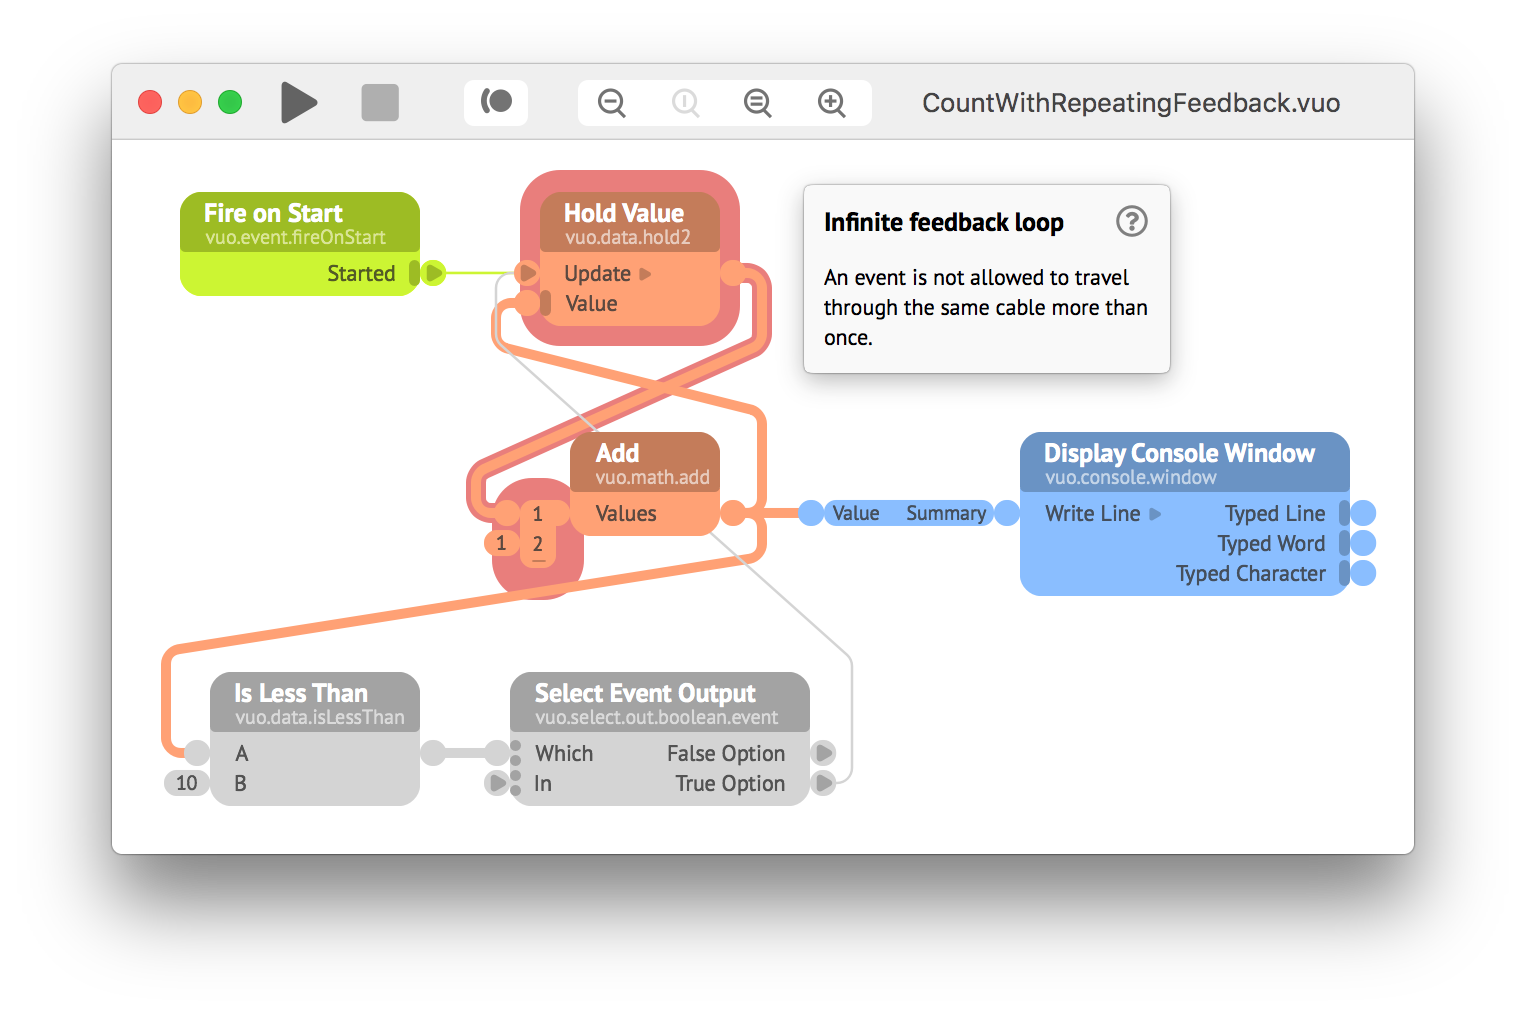 CountWithRepeatingFeedback.vuo
Fire on Start
vuo.event.fireOnStart
Started
Hold Value
vuo.data.hold2
Update
Value
Infinite feedback loop
?
An event is not allowed to travel
through the same cable more than
once.
Add
vuo.math.add
1
Values
1
2
Value Summary
Display Console Window
vuo.console.window
Write Line
Typed Line
Typed Word
Typed Character
Is Less Than
vuo.data.isLessThan
A
10
B
Select Event Output
vuo.select.out.boolean.event
Which
False Option
In
True Option